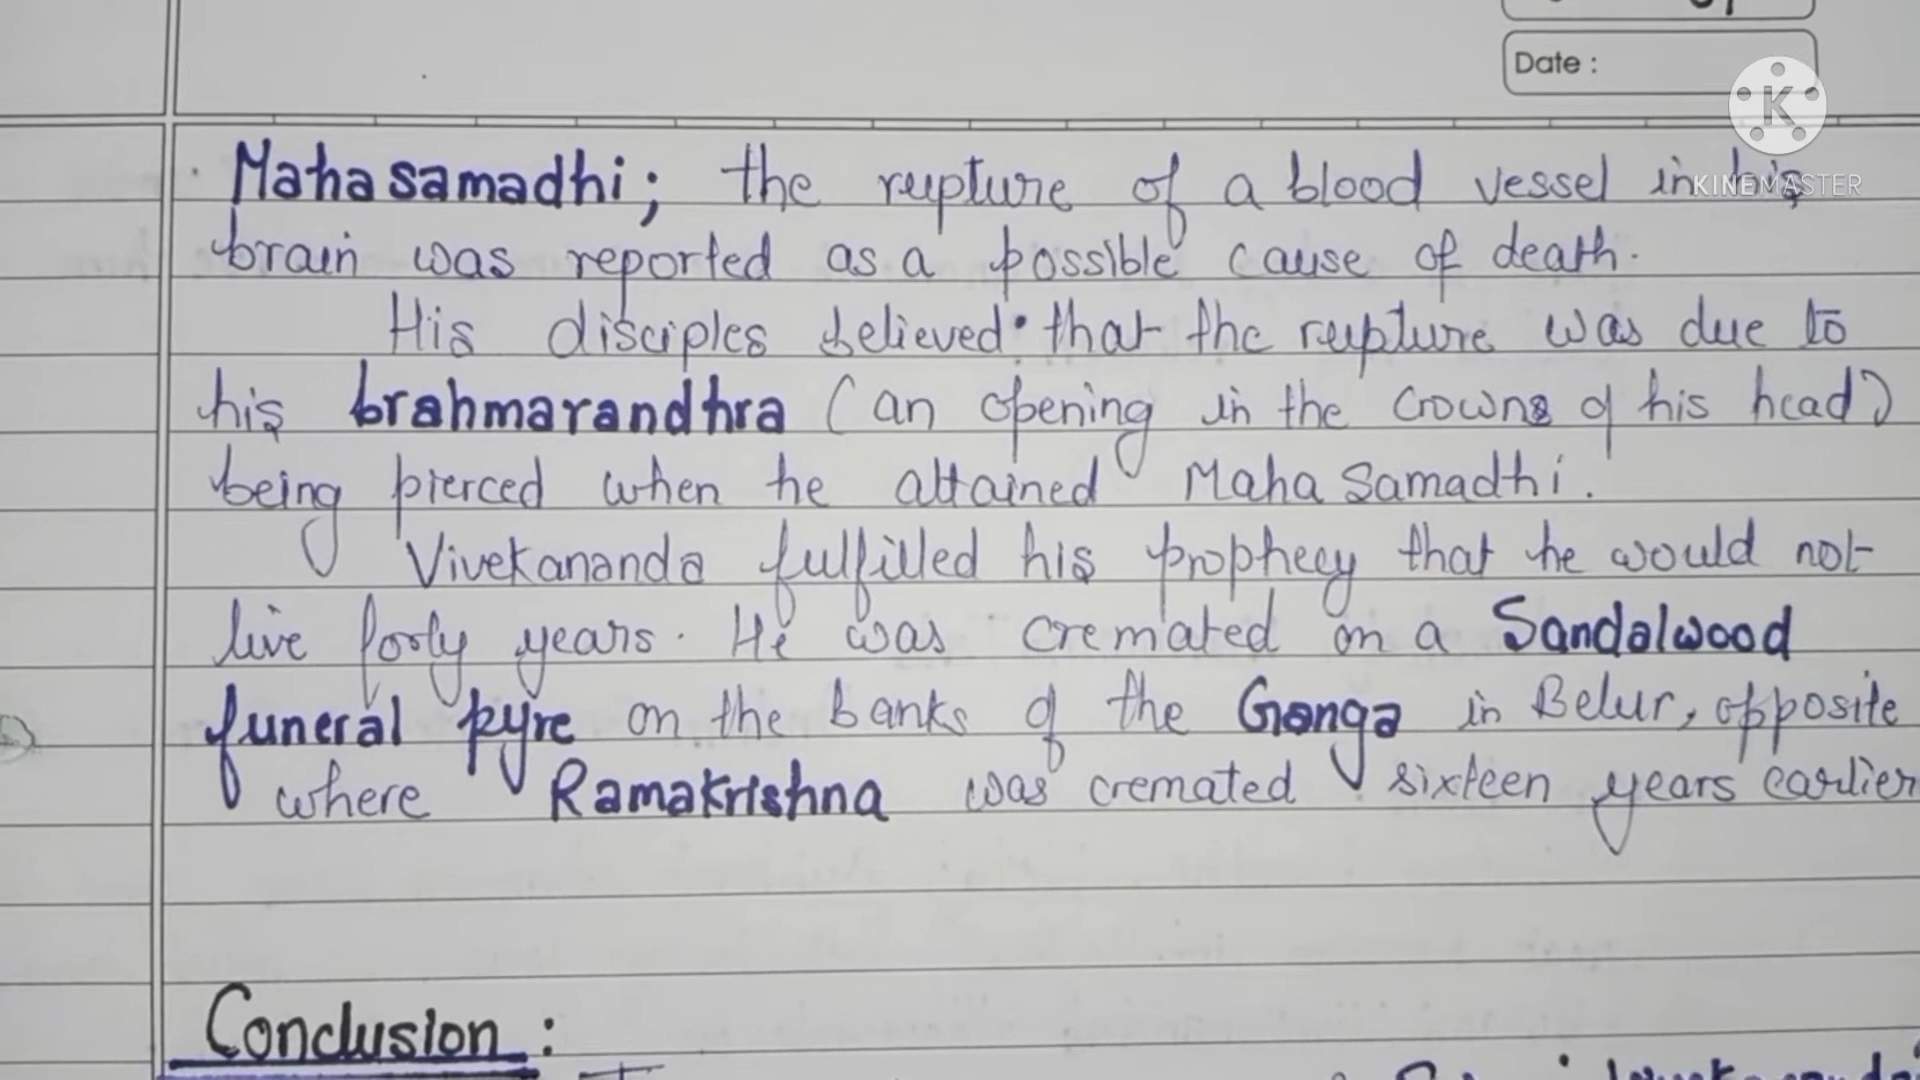 Date :
K
KINEMASTER
Mahasamadhi; the rupture of a blood vessel in his
brain was reported as a possible cause of death.
His disciples believed that the rupture was due to
his brahmarandhra (an opening in the crown of his head)
being pierced when he attained Maha Samadhi.
Vivekananda fulfilled his prophecy that he would not
live forty years. He was cremated on a Sandalwood
funeral pyre on the banks of the Ganga in Belur, opposite
where Ramakrishna was cremated sixteen years earlier
Conclusion :